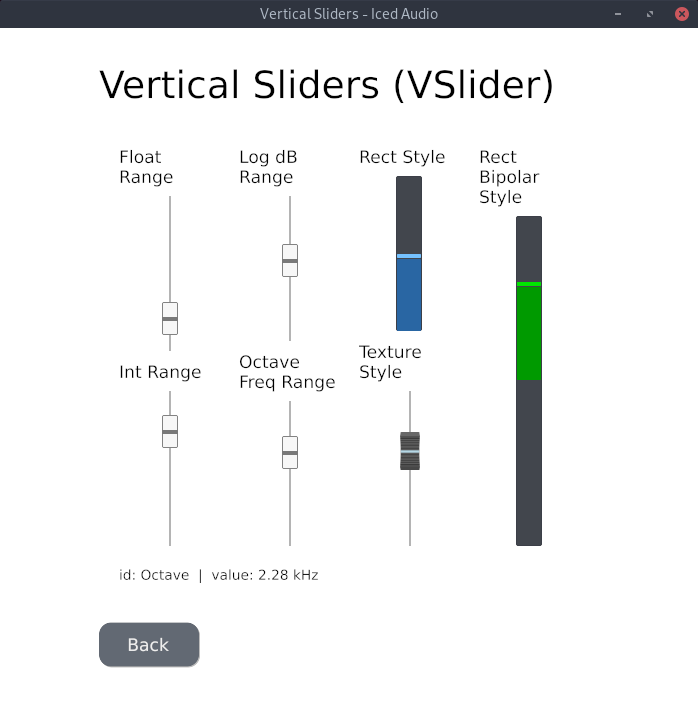 Vertical Sliders - Iced Audio
Vertical Sliders (VSlider)
Float
Range
Log dB
Range
Rect Style
Rect
Bipolar
Style
Int Range
Octave
Freq Range
Texture
Style
id: Octave | value: 2.28 kHz
Back